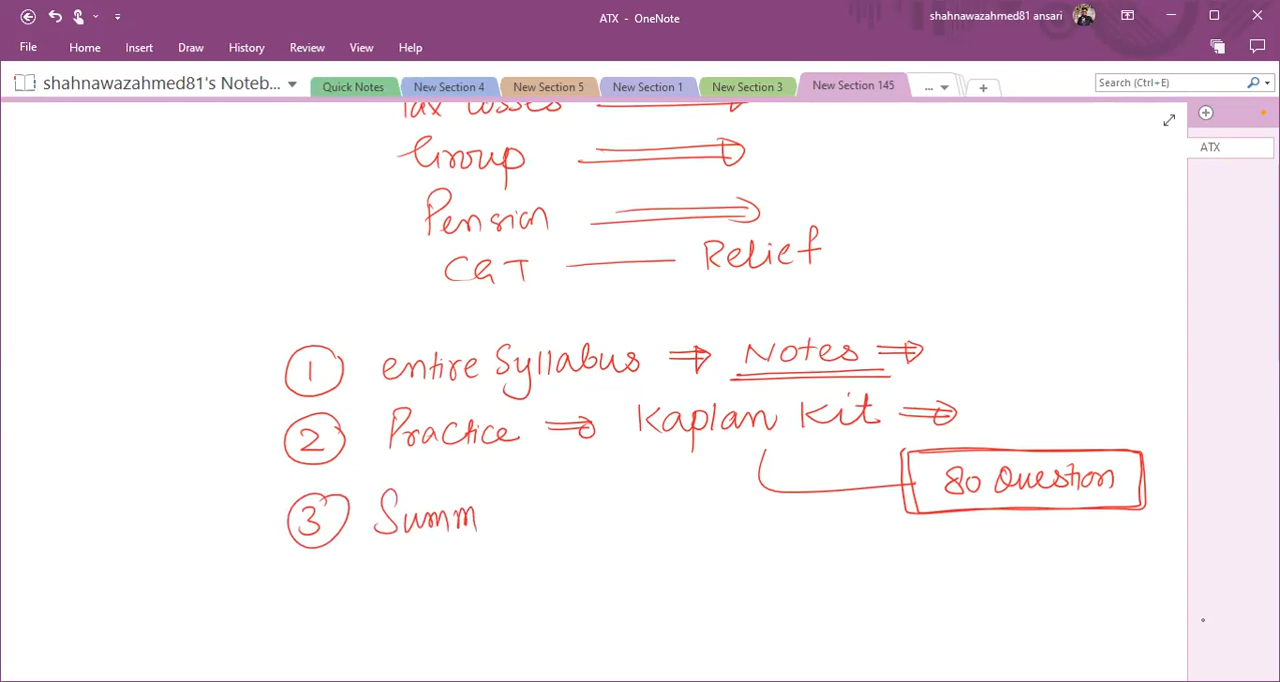 ATX - OneNote
shahnawazahmed81 ansari
File Home Insert Draw History Review View Help
shahnawazahmed81's Noteb...
Quick Notes
New Section 4
New Section 5
New Section 1
New Section 3
New Section 145
...
Search (Ctrl+E)
ATX
Tax Losses
Group
Pension
CGT Relief
1 entire Syllabus ⇒ Notes ⇒
2 Practice ⇒ Kaplan Kit ⇒
80 Question
3 Summ